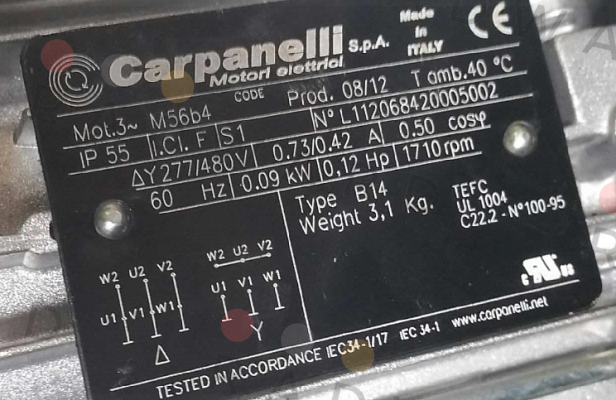 Carpanelli S.p.A.
Motori elettrici
Made in ITALY
CE
Mot.3~ M56b4 CODE Prod. 08/12 T amb.40 °C
IP 55 I.Cl. F S1 N° L112068420005002
ΔY 277/480V 0.73/0.42 A 0.50 cosφ
60 Hz 0.09 kW 0,12 Hp 1710 rpm
Type B14
Weight 3,1 Kg.
TEFC
UL 1004
C22.2 - N°100-95
W2 U2 V2
U1 V1 W1
Δ
W2 U2 V2
U1 V1 W1
Y
c US
TESTED IN ACCORDANCE IEC34-1/17 IEC 34-1 www.carpanelli.net